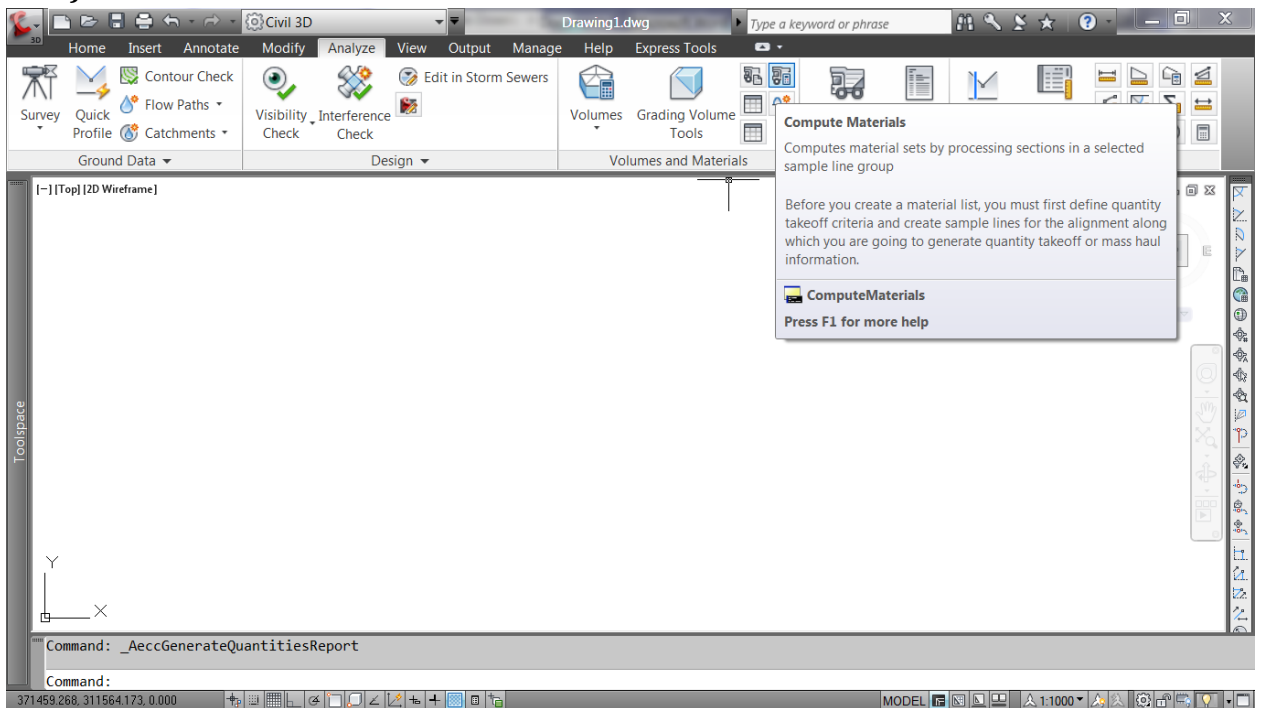 Civil 3D
Drawing1.dwg
Type a keyword or phrase
3D
Home Insert Annotate Modify Analyze View Output Manage Help Express Tools
Survey
Quick Profile
Contour Check
Flow Paths
Catchments
Visibility Check
Interference Check
Edit in Storm Sewers
Volumes
Grading Volume Tools
Ground Data
Design
Volumes and Materials
Compute Materials
Computes material sets by processing sections in a selected
sample line group
Before you create a material list, you must first define quantity
takeoff criteria and create sample lines for the alignment along
which you are going to generate quantity takeoff or mass haul
information.
ComputeMaterials
Press F1 for more help
[−] [Top] [2D Wireframe]
E
Toolspace
Y
X
Command: _AeccGenerateQuantitiesReport
Command:
371459.268, 311564.173, 0.000
MODEL
1:1000